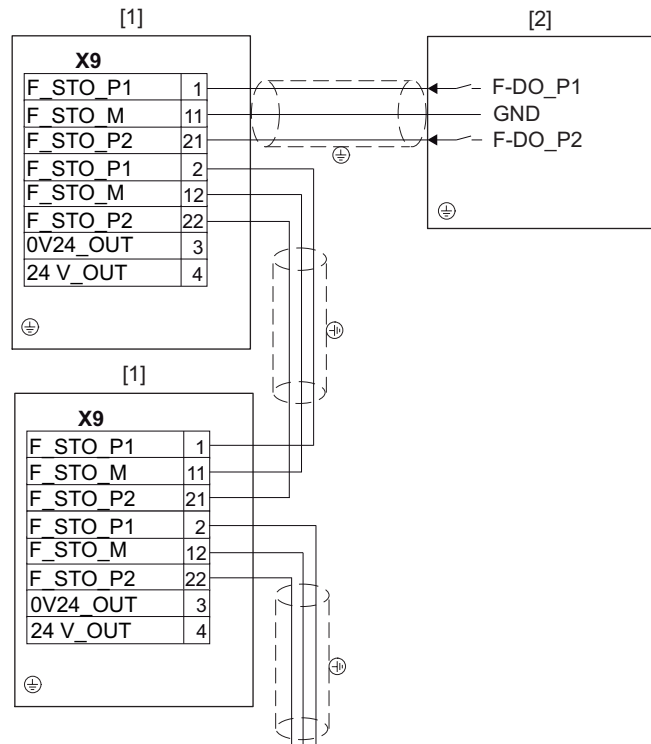 [1]
[2]
X9
F_STO_P1 1
F_STO_M 11
F_STO_P2 21
F_STO_P1 2
F_STO_M 12
F_STO_P2 22
0V24_OUT 3
24 V_OUT 4
F-DO_P1
GND
F-DO_P2
[1]
X9
F_STO_P1 1
F_STO_M 11
F_STO_P2 21
F_STO_P1 2
F_STO_M 12
F_STO_P2 22
0V24_OUT 3
24 V_OUT 4